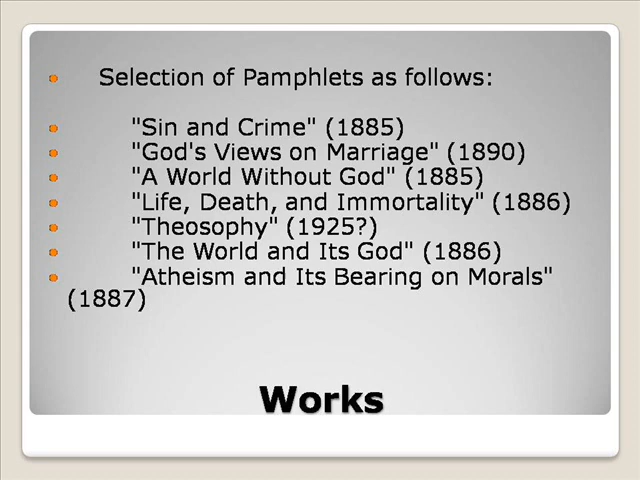 Selection of Pamphlets as follows:
"Sin and Crime" (1885)
"God's Views on Marriage" (1890)
"A World Without God" (1885)
"Life, Death, and Immortality" (1886)
"Theosophy" (1925?)
"The World and Its God" (1886)
"Atheism and Its Bearing on Morals"
(1887)
Works